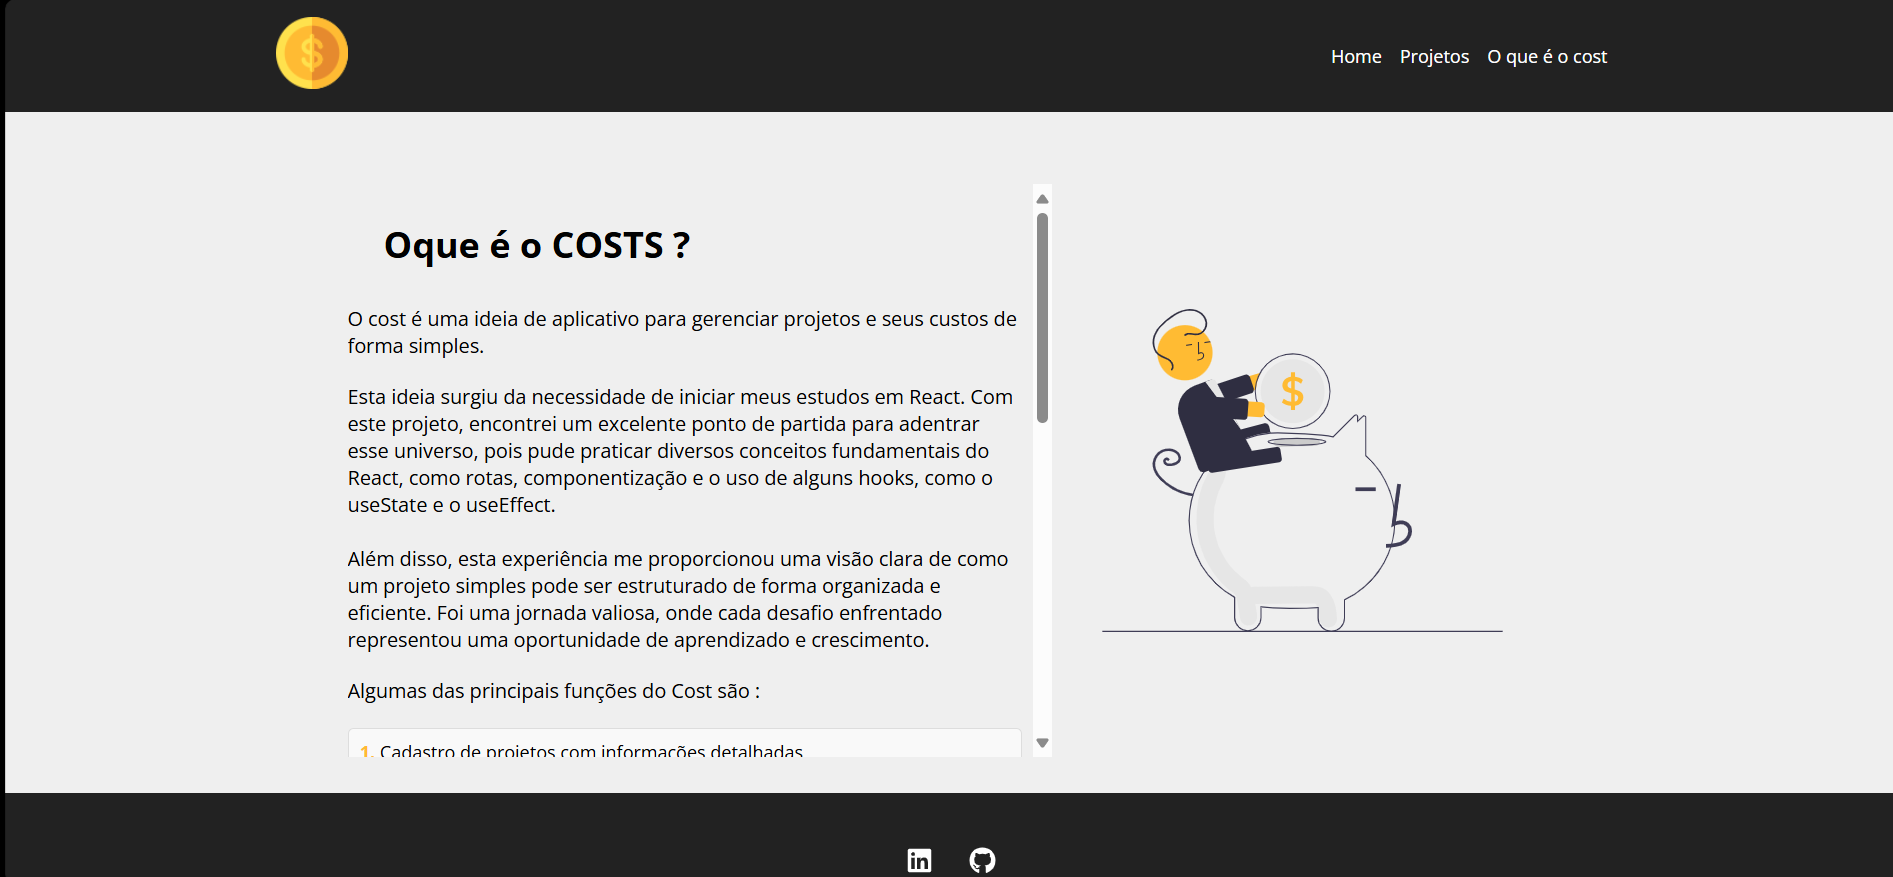 $
Home Projetos O que é o cost
Oque é o COSTS ?
O cost é uma ideia de aplicativo para gerenciar projetos e seus custos de
forma simples.
Esta ideia surgiu da necessidade de iniciar meus estudos em React. Com
este projeto, encontrei um excelente ponto de partida para adentrar
esse universo, pois pude praticar diversos conceitos fundamentais do
React, como rotas, componentização e o uso de alguns hooks, como o
useState e o useEffect.
Além disso, esta experiência me proporcionou uma visão clara de como
um projeto simples pode ser estruturado de forma organizada e
eficiente. Foi uma jornada valiosa, onde cada desafio enfrentado
representou uma oportunidade de aprendizado e crescimento.
Algumas das principais funções do Cost são :
1. Cadastro de projetos com informações detalhadas
$
in